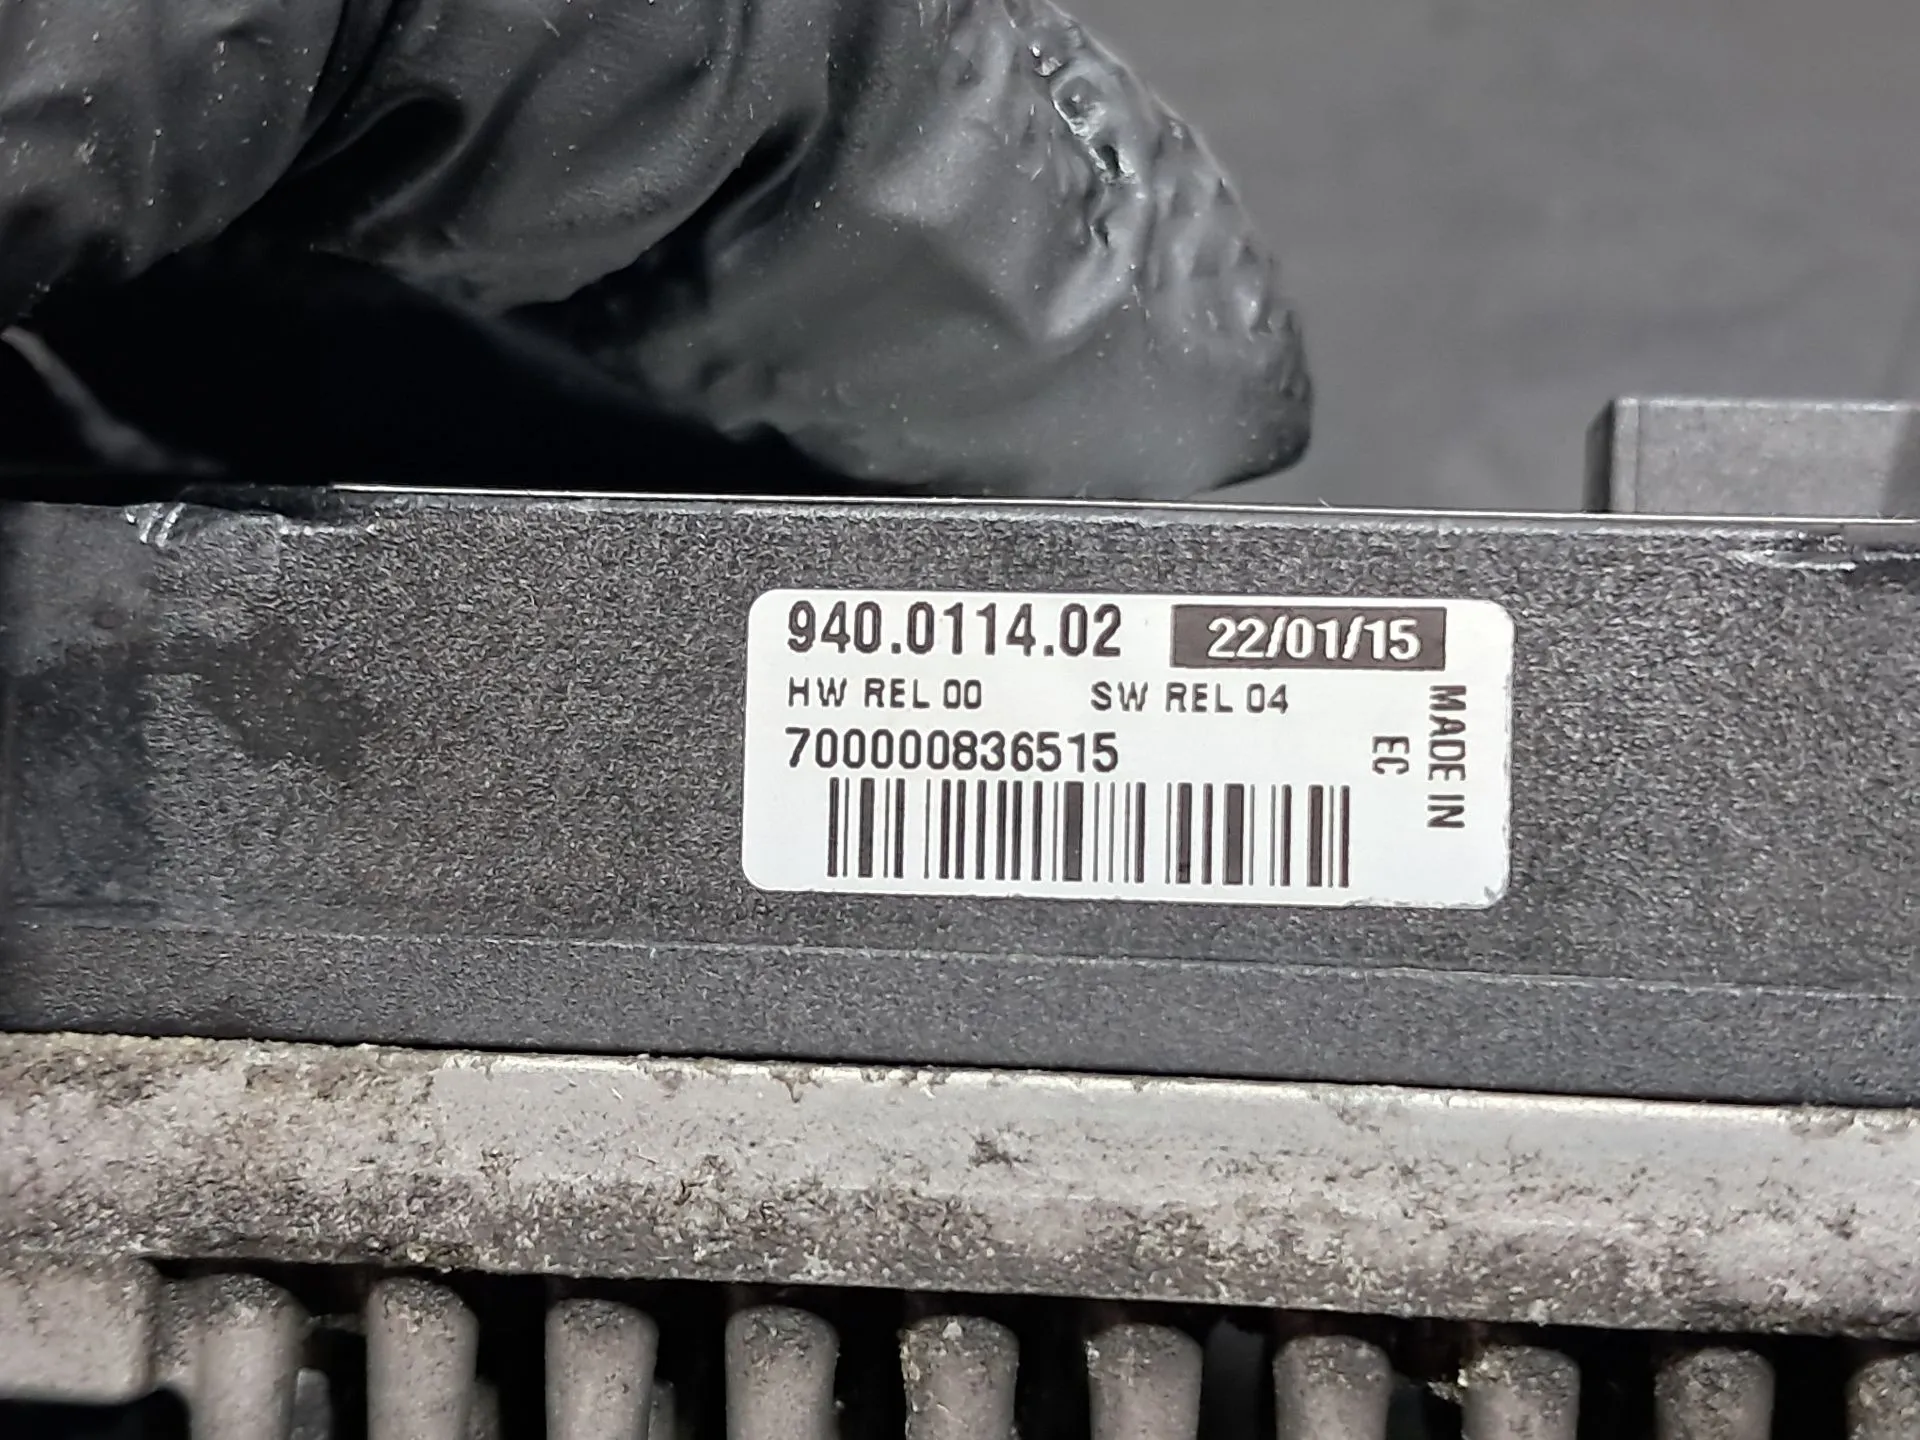 940.0114.02 22/01/15
HW REL 00 SW REL 04
700000836515
MADE IN
EC